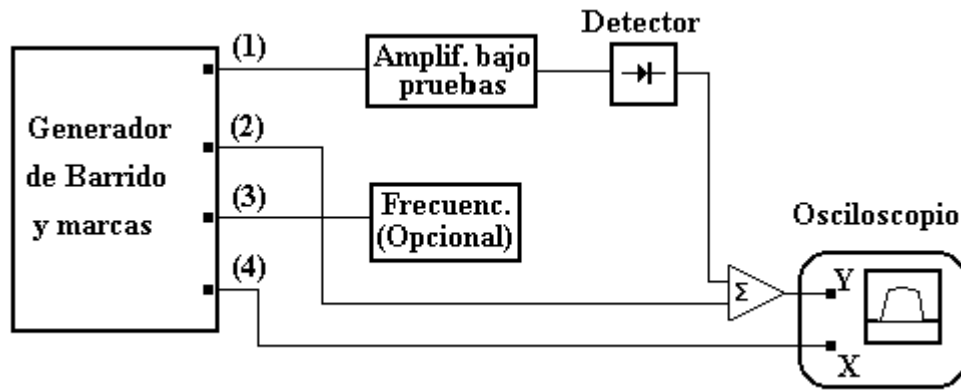 Detector
(1)
Amplif. bajo
pruebas
Generador
de Barrido
y marcas
(2)
(3)
Frecuenc.
(Opcional)
Osciloscopio
(4)
Σ
Y
X